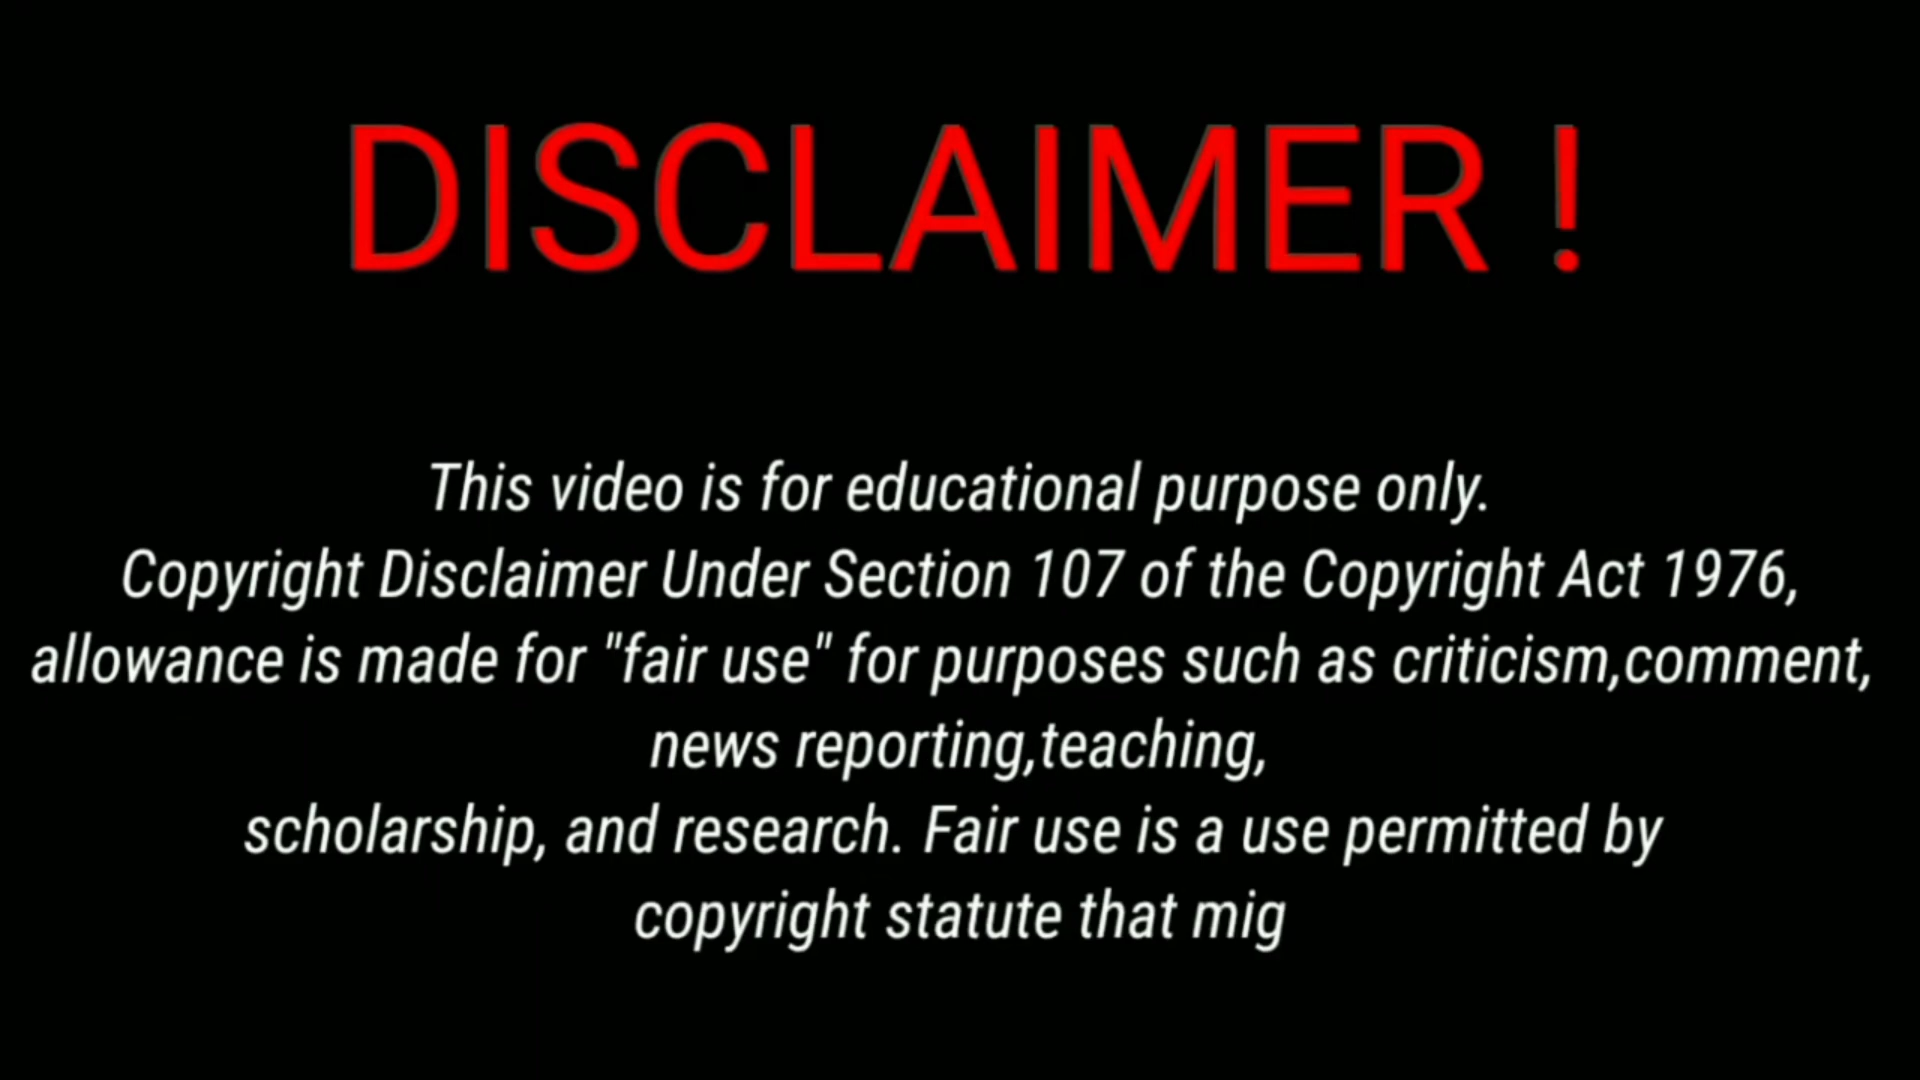 DISCLAIMER !
This video is for educational purpose only.
Copyright Disclaimer Under Section 107 of the Copyright Act 1976,
allowance is made for "fair use" for purposes such as criticism,comment,
news reporting,teaching,
scholarship, and research. Fair use is a use permitted by
copyright statute that mig